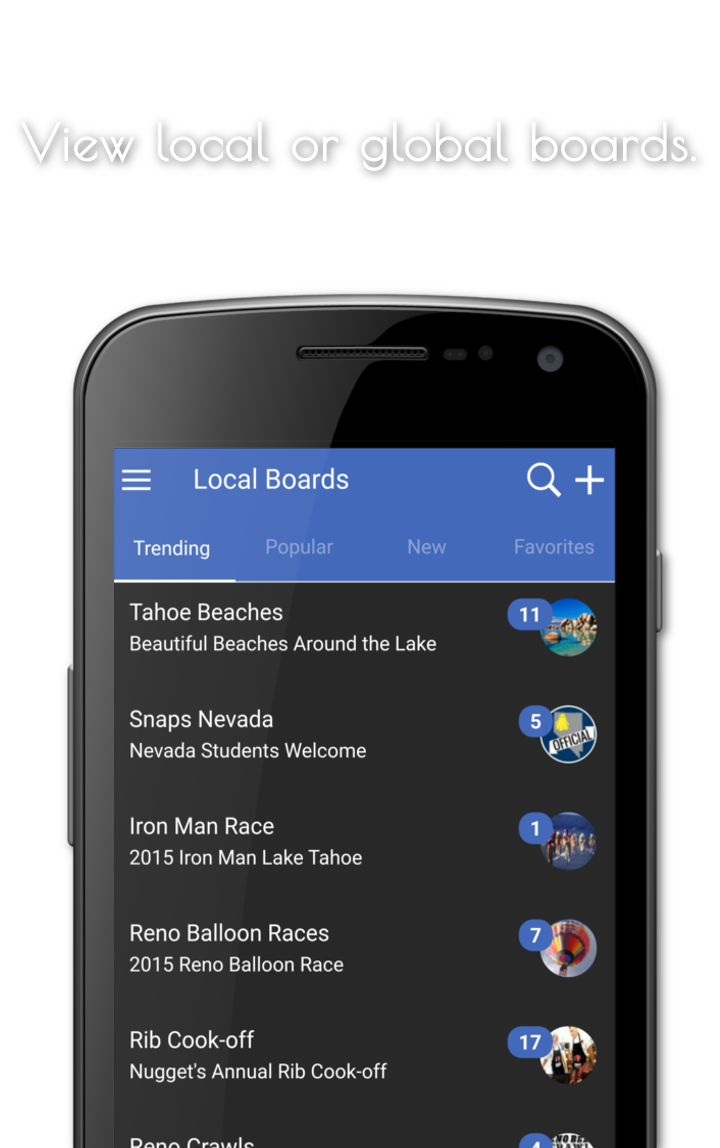 View local or global boards.
Local Boards
Trending Popular New Favorites
Tahoe Beaches
11
Beautiful Beaches Around the Lake
Snaps Nevada
5
OFFICIAL
Nevada Students Welcome
Iron Man Race
1
2015 Iron Man Lake Tahoe
Reno Balloon Races
7
2015 Reno Balloon Race
Rib Cook-off
17
Nugget's Annual Rib Cook-off
Reno Crawls
4